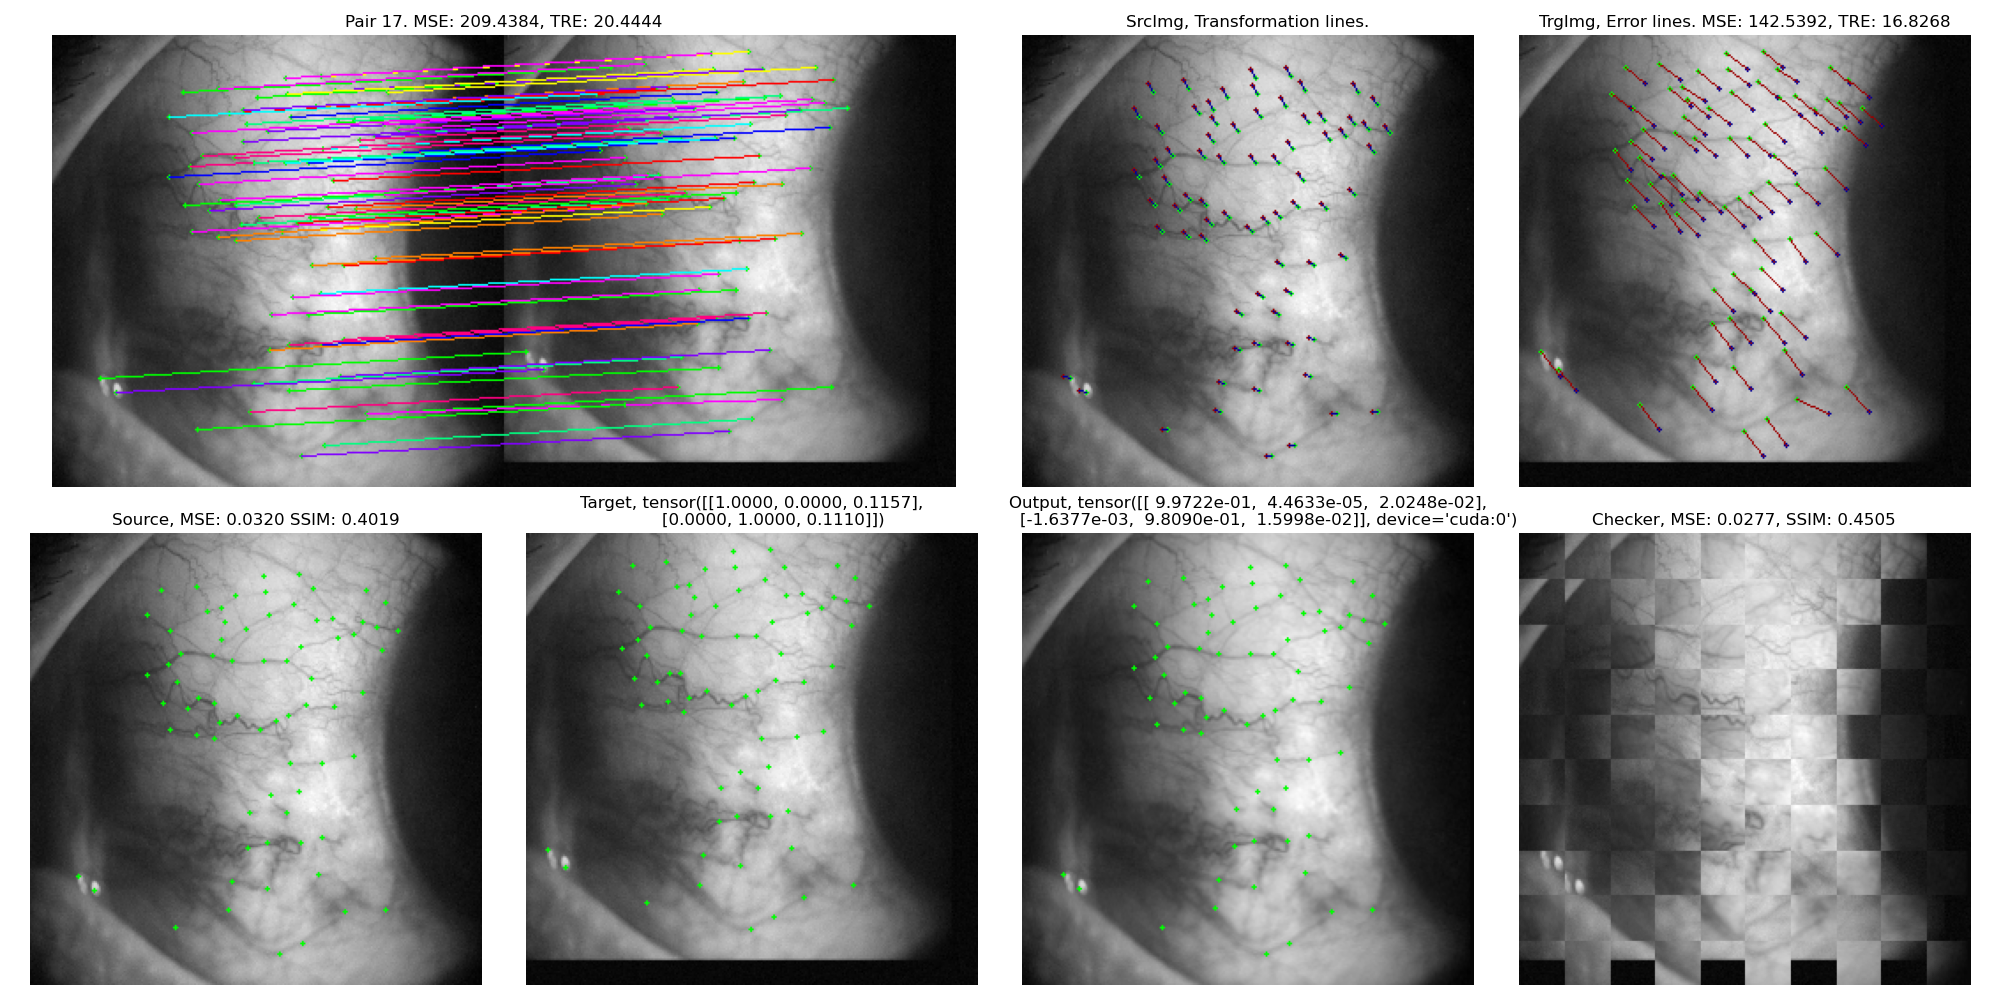 Pair 17. MSE: 209.4384, TRE: 20.4444
SrcImg, Transformation lines.
TrgImg, Error lines. MSE: 142.5392, TRE: 16.8268
Source, MSE: 0.0320 SSIM: 0.4019
Target, tensor([[1.0000, 0.0000, 0.1157],
[0.0000, 1.0000, 0.1110]])
Output, tensor([[ 9.9722e-01, 4.4633e-05, 2.0248e-02],
[-1.6377e-03, 9.8090e-01, 1.5998e-02]], device='cuda:0')
Checker, MSE: 0.0277, SSIM: 0.4505